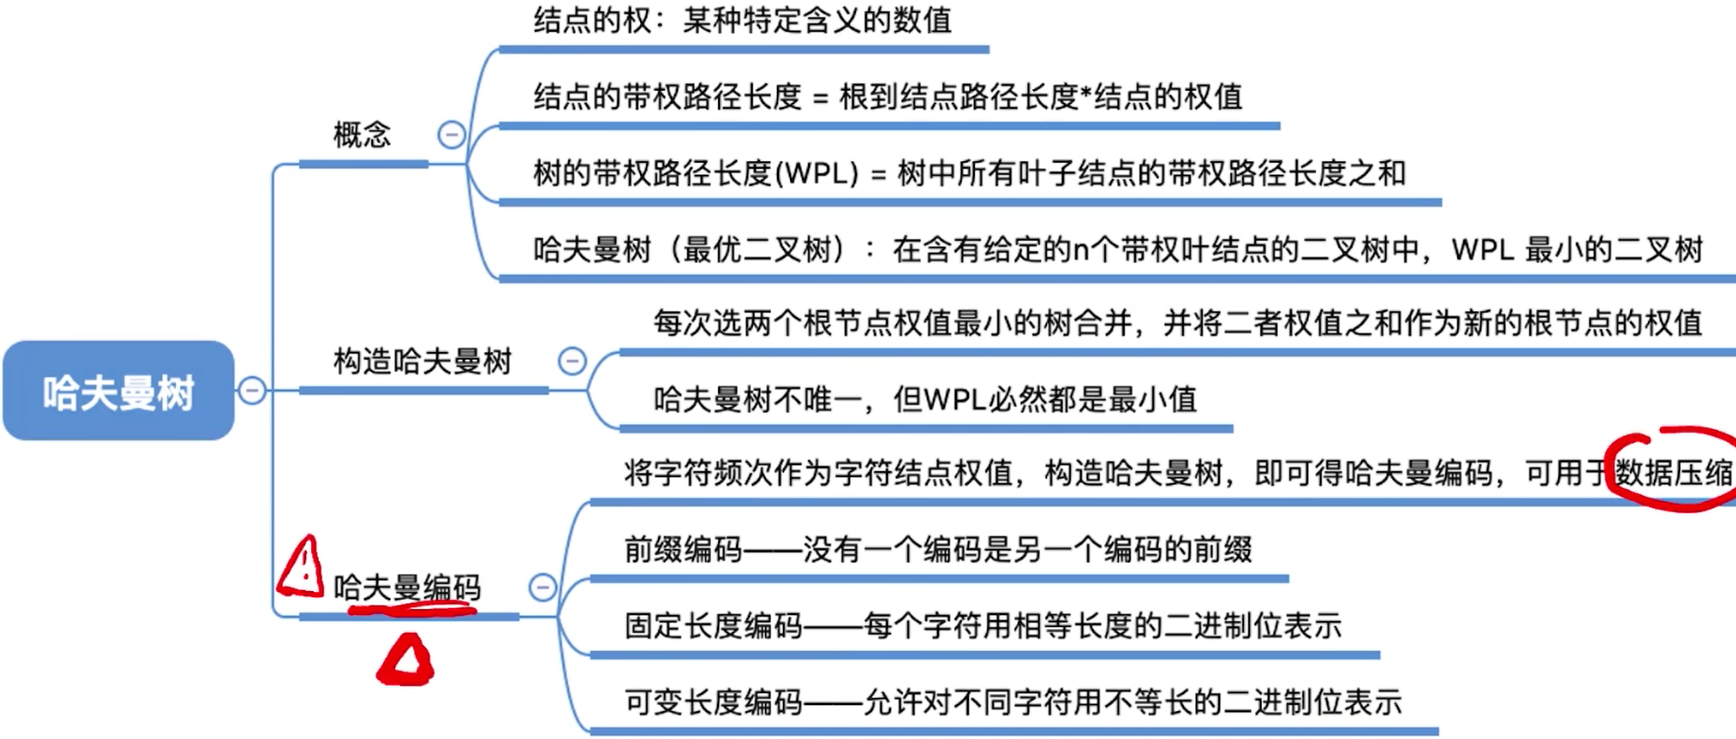 结点的权：某种特定含义的数值
结点的带权路径长度 = 根到结点路径长度*结点的权值
概念
树的带权路径长度(WPL) = 树中所有叶子结点的带权路径长度之和
哈夫曼树（最优二叉树）：在含有给定的n个带权叶结点的二叉树中，WPL 最小的二叉树
每次选两个根节点权值最小的树合并，并将二者权值之和作为新的根节点的权值
构造哈夫曼树
哈夫曼树
哈夫曼树不唯一，但WPL必然都是最小值
将字符频次作为字符结点权值，构造哈夫曼树，即可得哈夫曼编码，可用于数据压缩
前缀编码——没有一个编码是另一个编码的前缀
哈夫曼编码
固定长度编码——每个字符用相等长度的二进制位表示
可变长度编码——允许对不同字符用不等长的二进制位表示